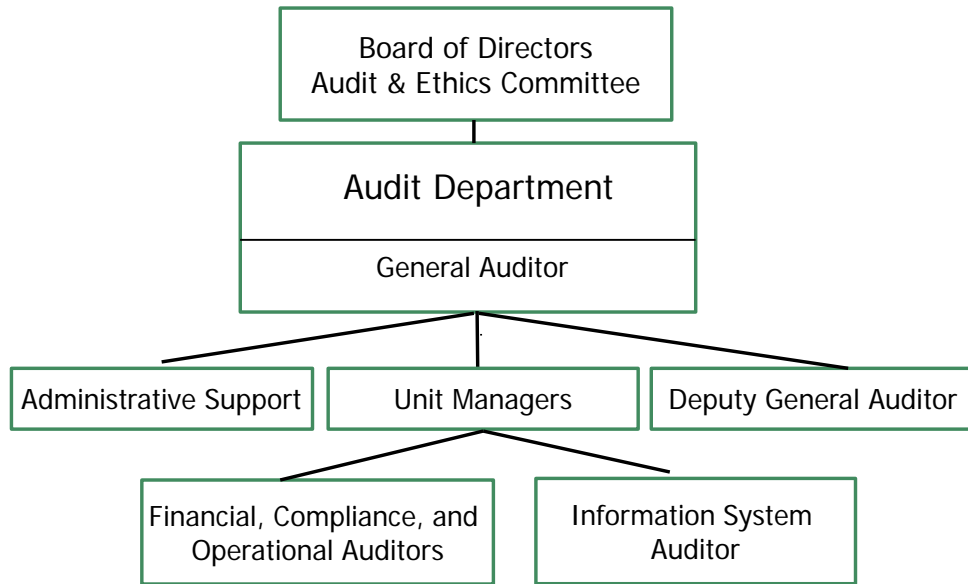 Board of Directors
Audit & Ethics Committee
Audit Department
General Auditor
Administrative Support
Unit Managers
Deputy General Auditor
Financial, Compliance, and
Operational Auditors
Information System
Auditor